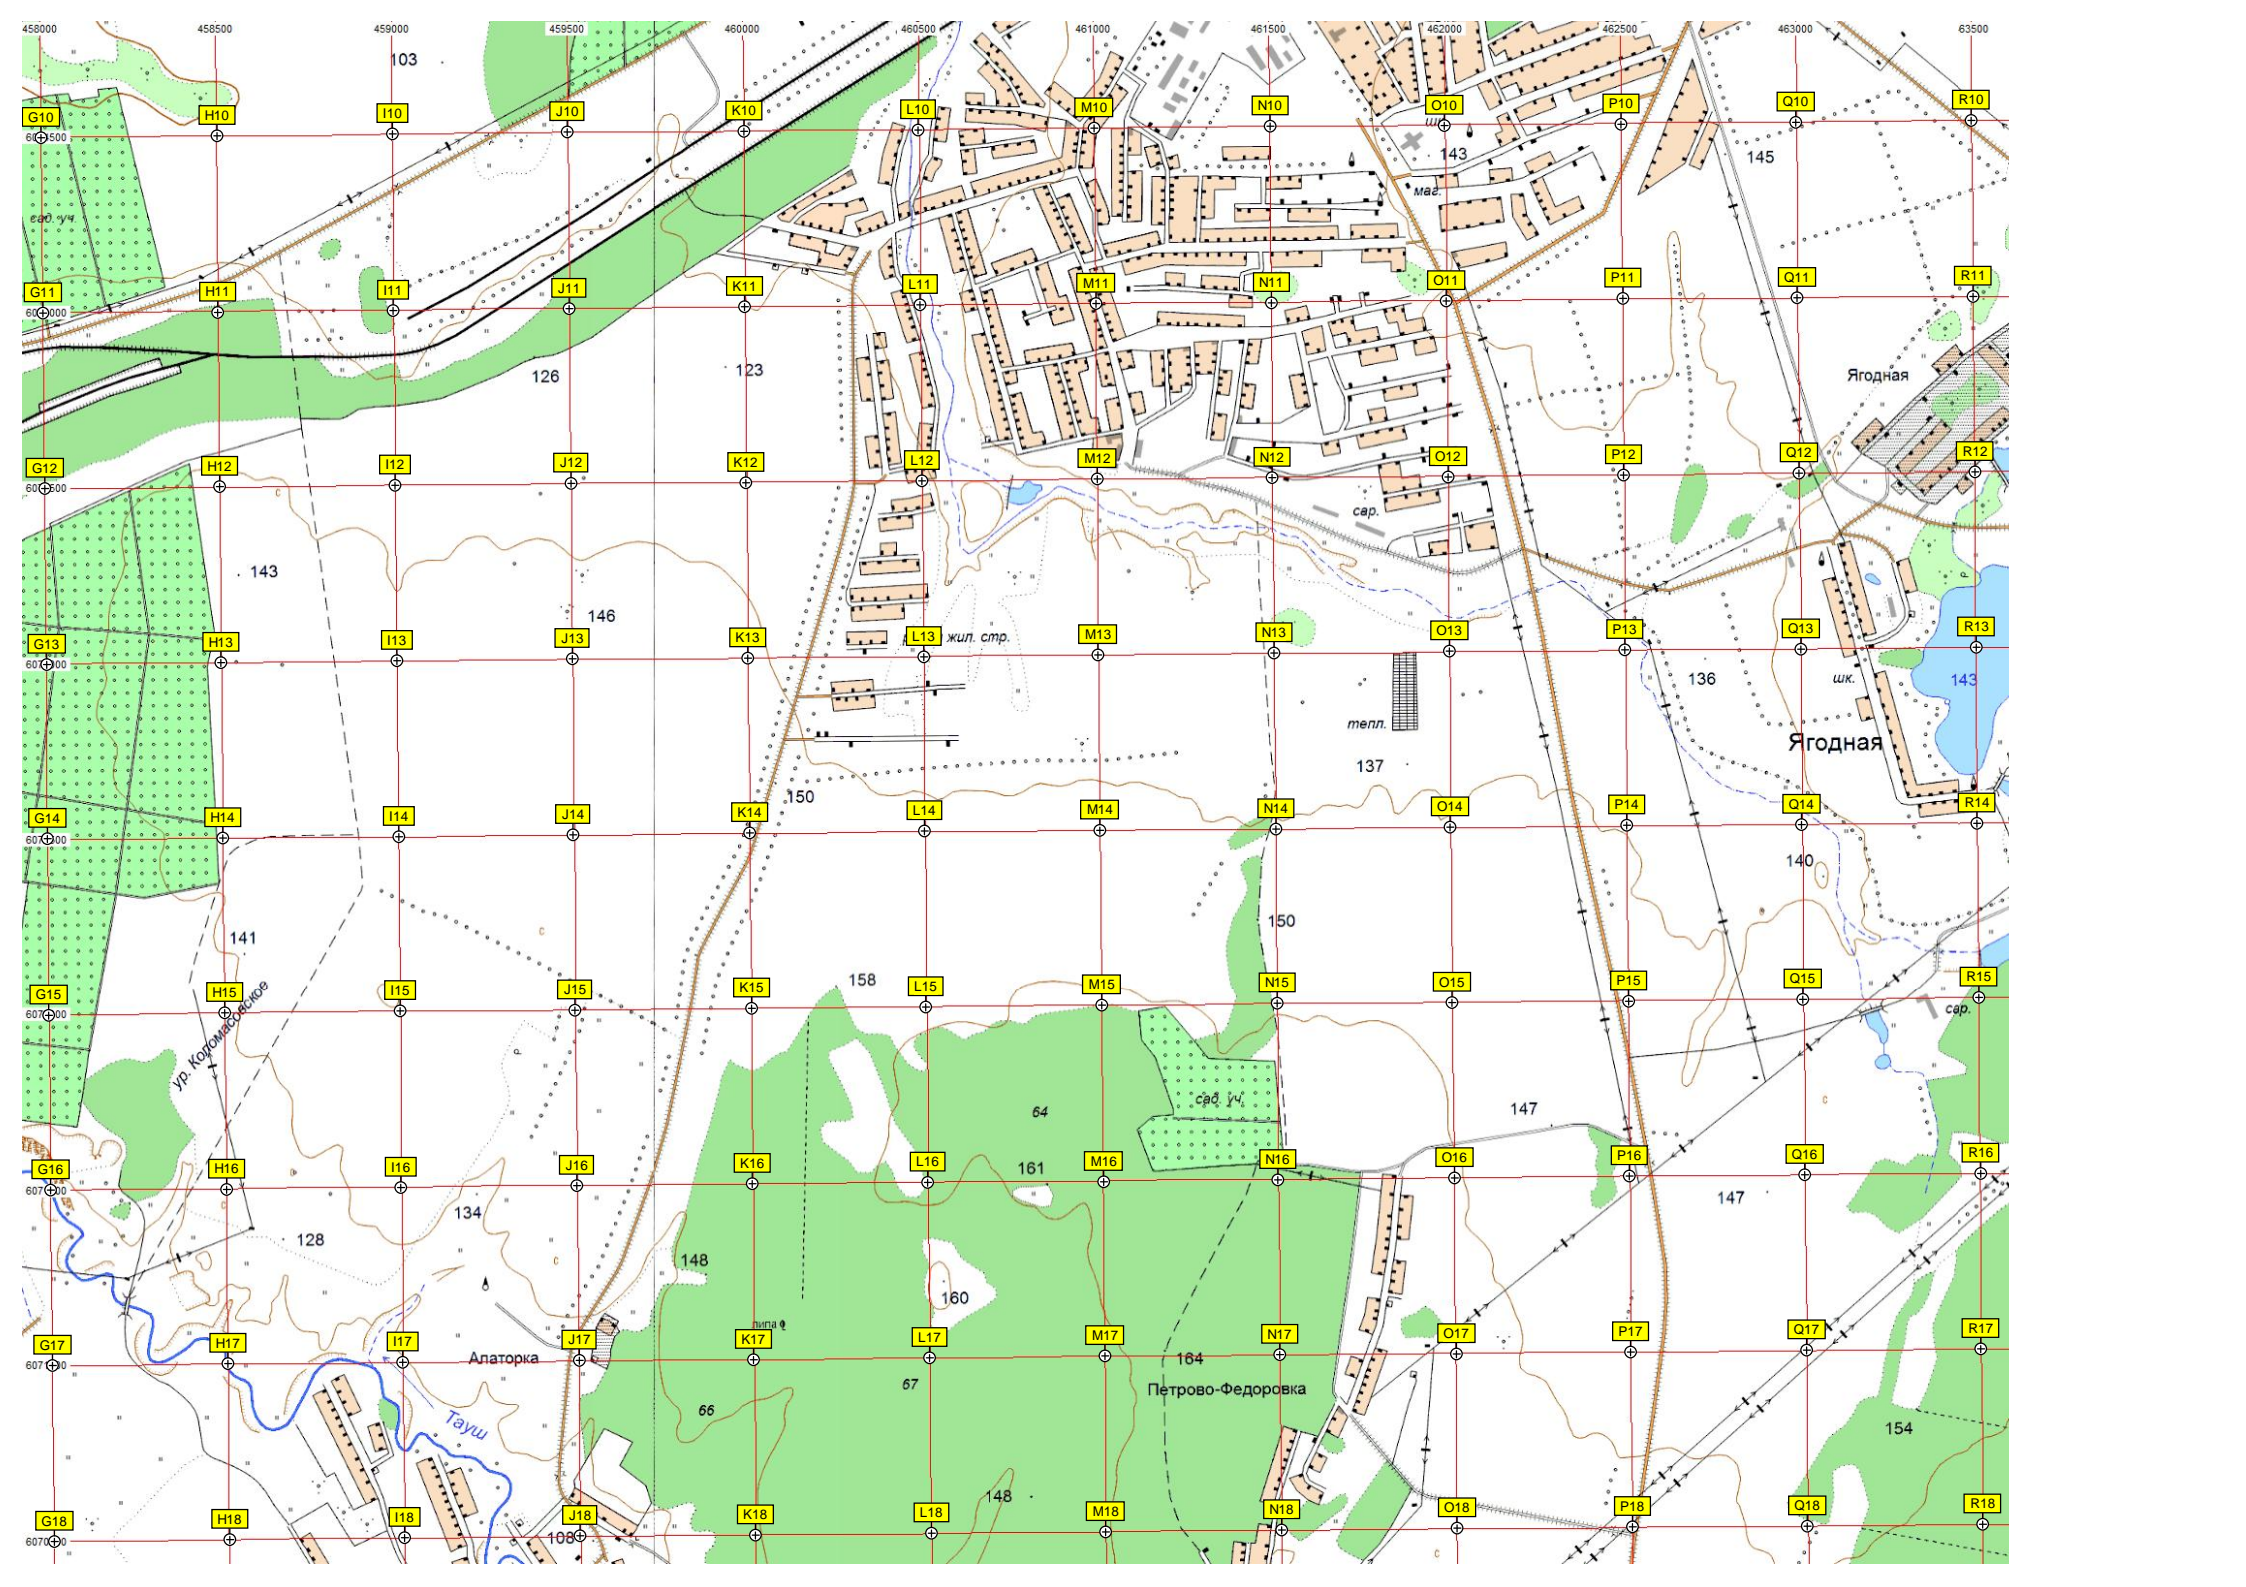 458000 458500 459000 459500 460000 460500 461000 461500 462000 462500 463000 63500
103
G10 H10 I10 J10 K10 L10 M10 N10 O10 P10 Q10 R10
143 145
маг.
сад. уч.
G11 H11 I11 J11 K11 L11 M11 N11 O11 P11 Q11 R11
126 123
Ягодная
G12 H12 I12 J12 K12 L12 M12 N12 O12 P12 Q12 R12
с
сар.
143
146
G13 H13 I13 J13 K13 L13 M13 N13 O13 P13 Q13 R13
жил. стр.
136 шк. 143
тепл.
Ягодная
137
150
G14 H14 I14 J14 K14 L14 M14 N14 O14 P14 Q14 R14
140
150
141
158
G15 H15 I15 J15 K15 L15 M15 N15 O15 P15 Q15 R15
сар.
ур. Коломасовское
64 сад. уч. 147
161
G16 H16 I16 J16 K16 L16 M16 N16 O16 P16 Q16 R16
134 147
128
148
160
липа
G17 H17 I17 J17 K17 L17 M17 N17 O17 P17 Q17 R17
Алаторка 164
67 Петрово-Федоровка
66
Тауш 154
148
G18 H18 I18 J18 K18 L18 M18 N18 O18 P18 Q18 R18
108